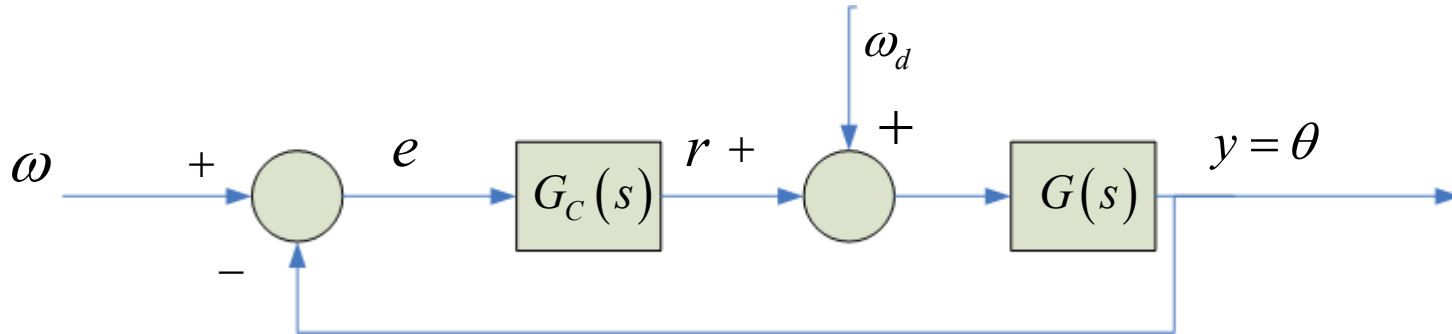 ω_d
ω + e G_C(s) r + + G(s) y = θ
−